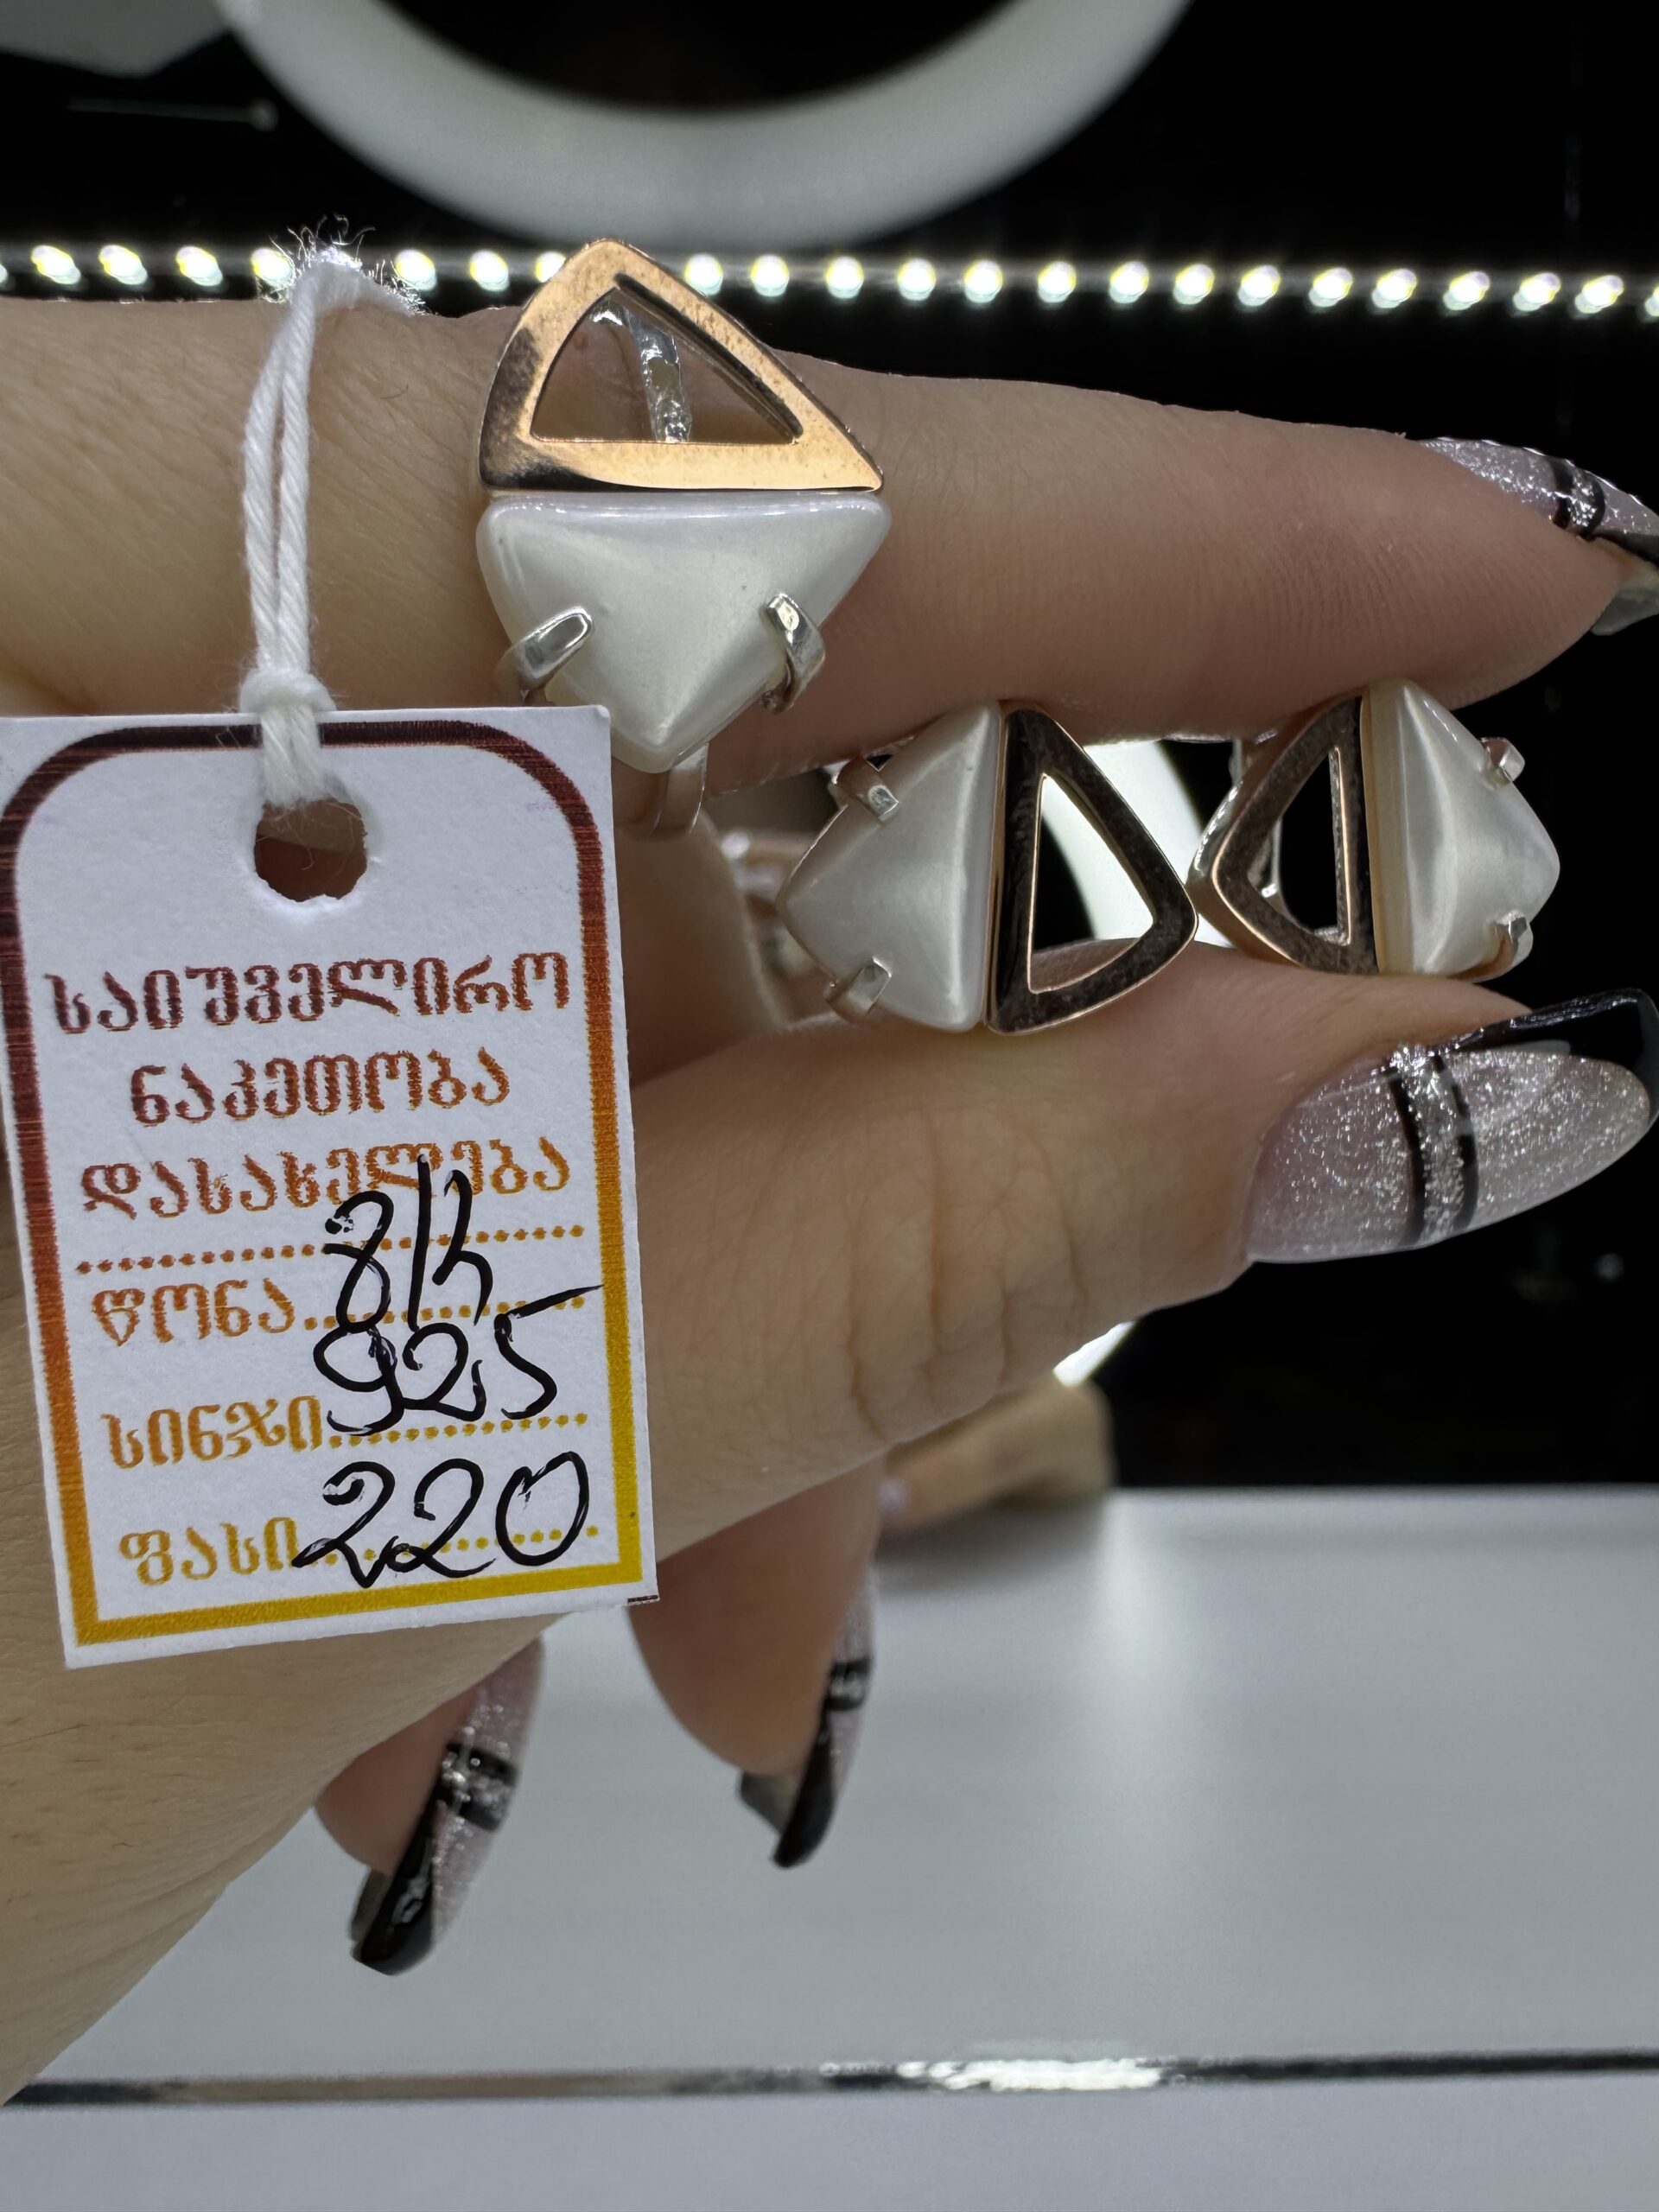 საიუველირო
ნაკეთობა
დასახელება
წონა
სინჯი 925
ფასი 220